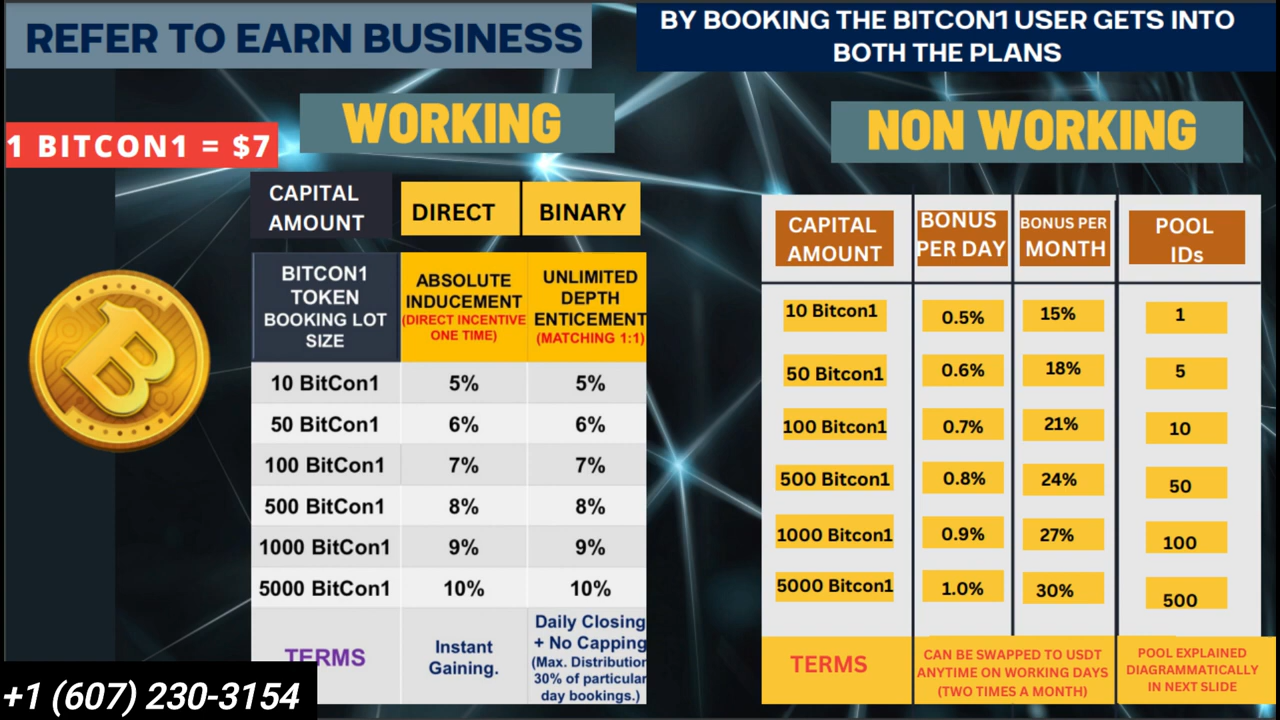 REFER TO EARN BUSINESS
BY BOOKING THE BITCON1 USER GETS INTO
BOTH THE PLANS
1 BITCON1 = $7
WORKING
CAPITAL
AMOUNT
DIRECT
BINARY
BITCON1
TOKEN
BOOKING LOT
SIZE
ABSOLUTE
INDUCEMENT
(DIRECT INCENTIVE
ONE TIME)
UNLIMITED
DEPTH
ENTICEMENT
(MATCHING 1:1)
10 BitCon1 5% 5%
50 BitCon1 6% 6%
100 BitCon1 7% 7%
500 BitCon1 8% 8%
1000 BitCon1 9% 9%
5000 BitCon1 10% 10%
TERMS
Instant
Gaining.
Daily Closing
+ No Capping
(Max. Distribution
30% of particular
day bookings.)
NON WORKING
CAPITAL
AMOUNT
BONUS
PER DAY
BONUS PER
MONTH
POOL
IDs
10 Bitcon1 0.5% 15% 1
50 Bitcon1 0.6% 18% 5
100 Bitcon1 0.7% 21% 10
500 Bitcon1 0.8% 24% 50
1000 Bitcon1 0.9% 27% 100
5000 Bitcon1 1.0% 30% 500
TERMS
CAN BE SWAPPED TO USDT
ANYTIME ON WORKING DAYS
(TWO TIMES A MONTH)
POOL EXPLAINED
DIAGRAMMATICALLY
IN NEXT SLIDE
+1 (607) 230-3154